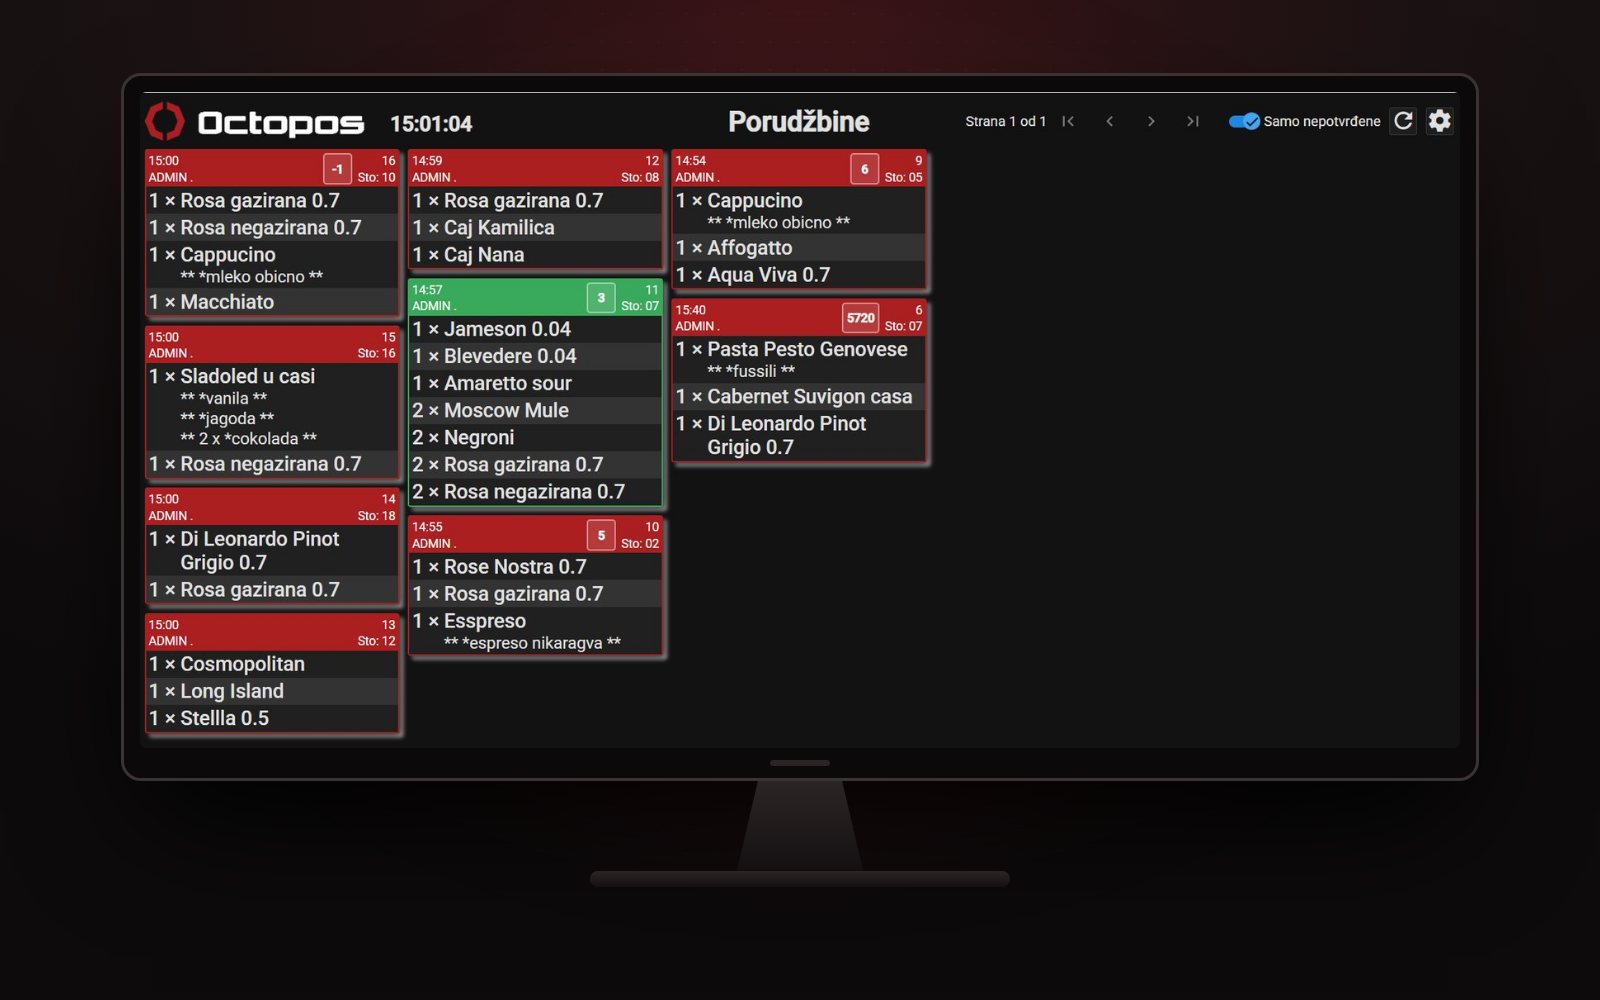 Octopos 15:01:04 Porudžbine Strana 1 od 1 Samo nepotvrđene
15:00 -1 16
ADMIN . Sto: 10
1 × Rosa gazirana 0.7
1 × Rosa negazirana 0.7
1 × Cappucino
** *mleko obicno **
1 × Macchiato
15:00 15
ADMIN . Sto: 16
1 × Sladoled u casi
** *vanila **
** *jagoda **
** 2 x *cokolada **
1 × Rosa negazirana 0.7
15:00 14
ADMIN . Sto: 18
1 × Di Leonardo Pinot
Grigio 0.7
1 × Rosa gazirana 0.7
15:00 13
ADMIN . Sto: 12
1 × Cosmopolitan
1 × Long Island
1 × Stellla 0.5
14:59 12
ADMIN . Sto: 08
1 × Rosa gazirana 0.7
1 × Caj Kamilica
1 × Caj Nana
14:57 3 11
ADMIN . Sto: 07
1 × Jameson 0.04
1 × Blevedere 0.04
1 × Amaretto sour
2 × Moscow Mule
2 × Negroni
2 × Rosa gazirana 0.7
2 × Rosa negazirana 0.7
14:55 5 10
ADMIN . Sto: 02
1 × Rose Nostra 0.7
1 × Rosa gazirana 0.7
1 × Esspreso
** *espreso nikaragva **
14:54 6 9
ADMIN . Sto: 05
1 × Cappucino
** *mleko obicno **
1 × Affogatto
1 × Aqua Viva 0.7
15:40 5720 6
ADMIN . Sto: 07
1 × Pasta Pesto Genovese
** *fussili **
1 × Cabernet Suvigon casa
1 × Di Leonardo Pinot
Grigio 0.7